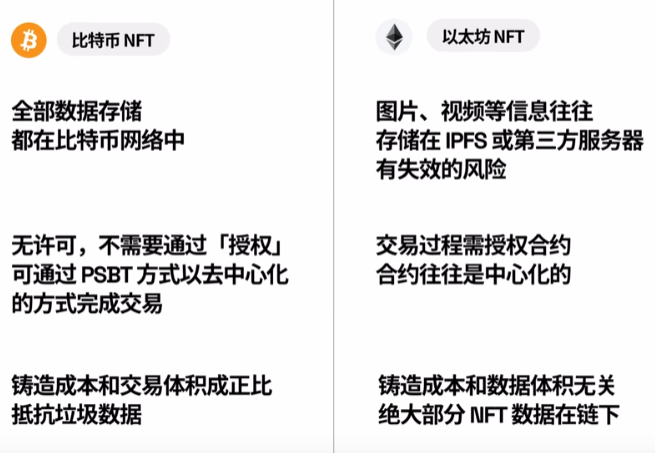 比特币 NFT
全部数据存储
都在比特币网络中
无许可，不需要通过「授权」
可通过 PSBT 方式以去中心化
的方式完成交易
铸造成本和交易体积成正比
抵抗垃圾数据
以太坊 NFT
图片、视频等信息往往
存储在 IPFS 或第三方服务器
有失效的风险
交易过程需授权合约
合约往往是中心化的
铸造成本和数据体积无关
绝大部分 NFT 数据在链下